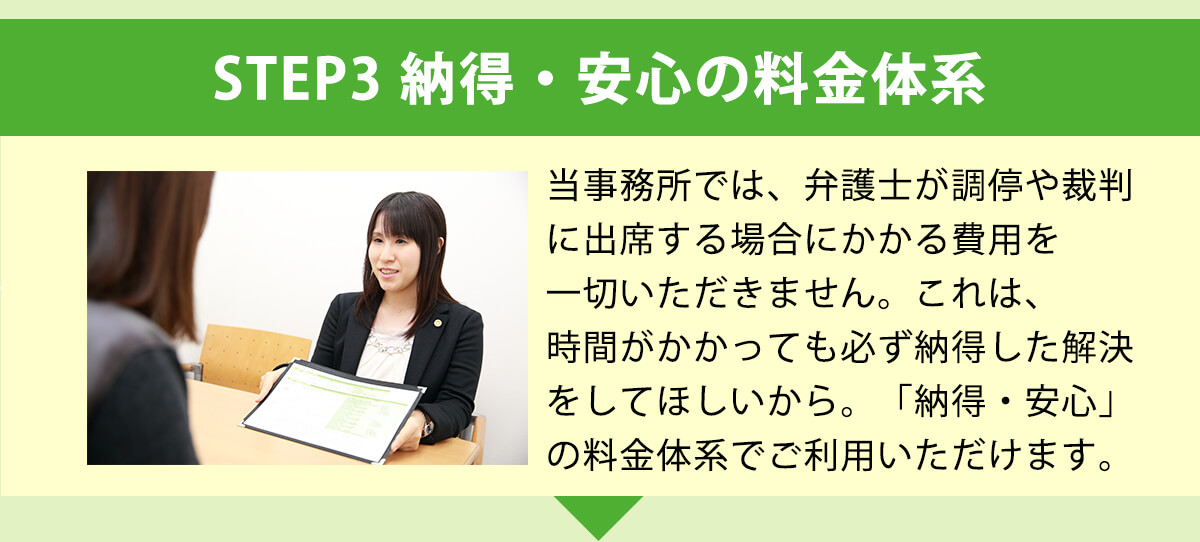 STEP3 納得・安心の料金体系
当事務所では、弁護士が調停や裁判
に出席する場合にかかる費用を
一切いただきません。これは、
時間がかかっても必ず納得した解決
をしてほしいから。「納得・安心」
の料金体系でご利用いただけます。